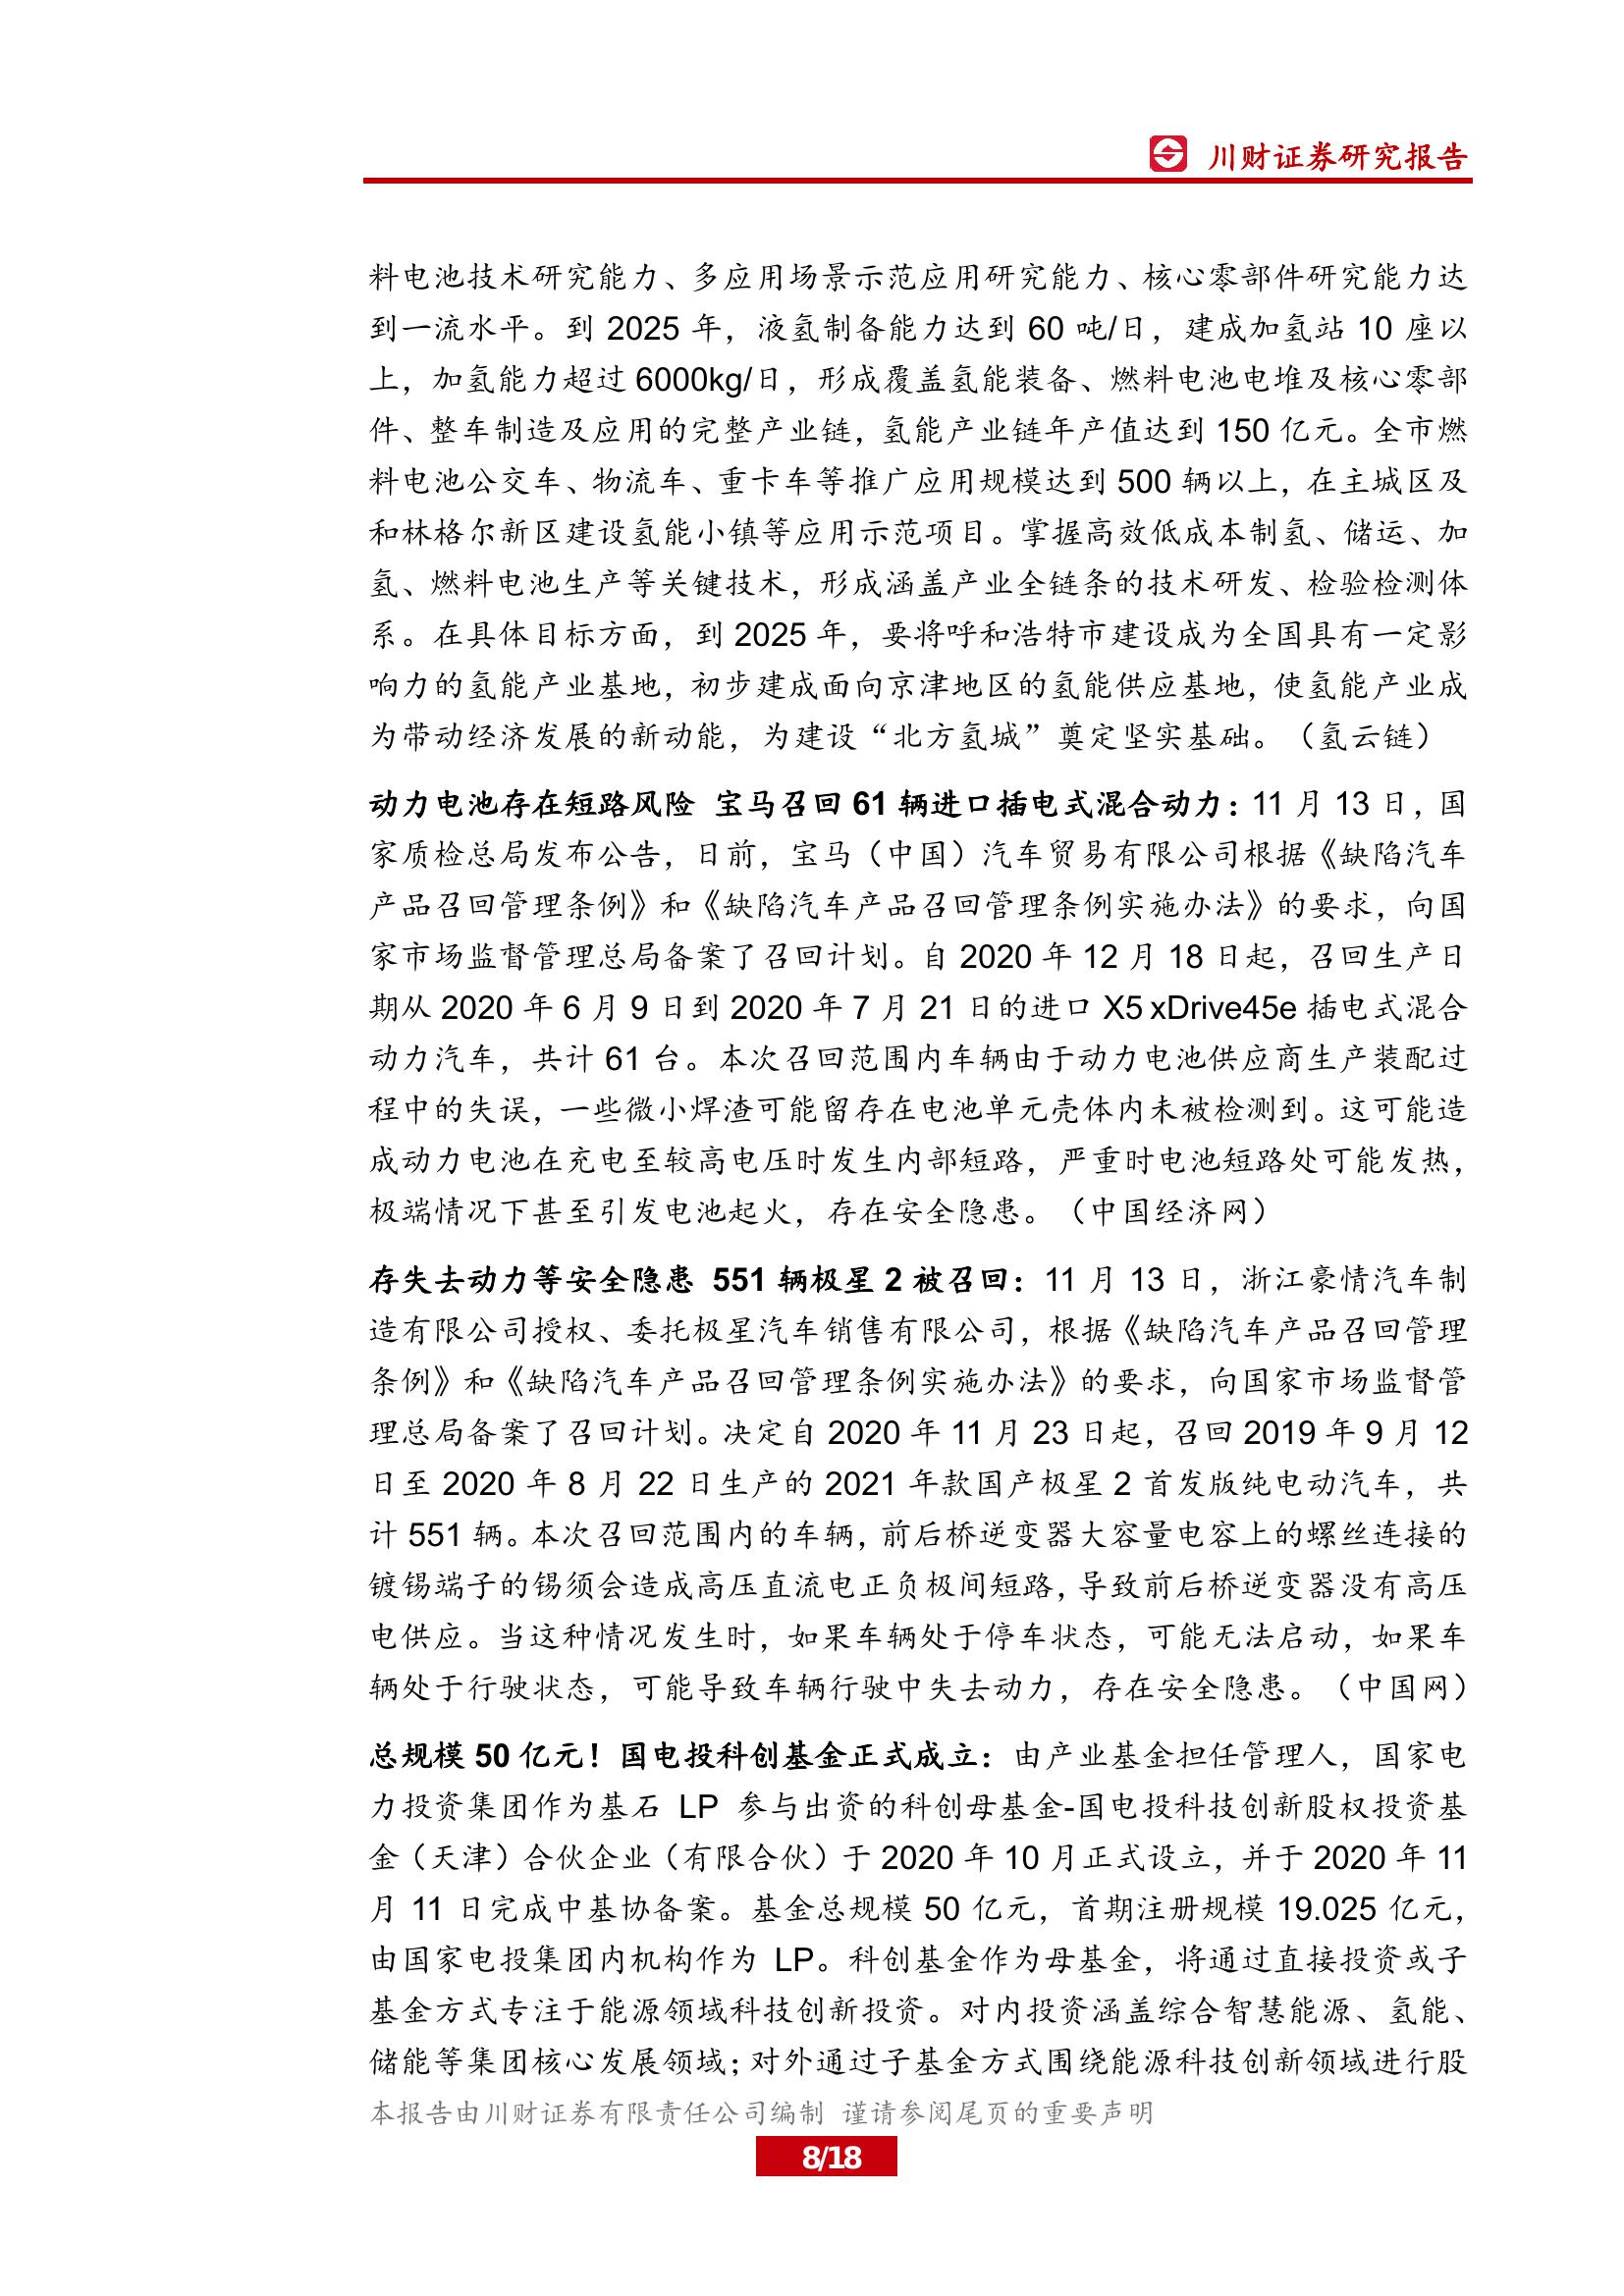 川财证券研究报告
料电池技术研究能力、多应用场景示范应用研究能力、核心零部件研究能力达
到一流水平。到 2025 年，液氢制备能力达到 60 吨/日，建成加氢站 10 座以
上，加氢能力超过 6000kg/日，形成覆盖氢能装备、燃料电池电堆及核心零部
件、整车制造及应用的完整产业链，氢能产业链年产值达到 150 亿元。全市燃
料电池公交车、物流车、重卡车等推广应用规模达到 500 辆以上，在主城区及
和林格尔新区建设氢能小镇等应用示范项目。掌握高效低成本制氢、储运、加
氢、燃料电池生产等关键技术，形成涵盖产业全链条的技术研发、检验检测体
系。在具体目标方面，到 2025 年，要将呼和浩特市建设成为全国具有一定影
响力的氢能产业基地，初步建成面向京津地区的氢能供应基地，使氢能产业成
为带动经济发展的新动能，为建设“北方氢城”奠定坚实基础。（氢云链）
动力电池存在短路风险 宝马召回 61 辆进口插电式混合动力：11 月 13 日，国
家质检总局发布公告，日前，宝马（中国）汽车贸易有限公司根据《缺陷汽车
产品召回管理条例》和《缺陷汽车产品召回管理条例实施办法》的要求，向国
家市场监督管理总局备案了召回计划。自 2020 年 12 月 18 日起，召回生产日
期从 2020 年 6 月 9 日到 2020 年 7 月 21 日的进口 X5 xDrive45e 插电式混合
动力汽车，共计 61 台。本次召回范围内车辆由于动力电池供应商生产装配过
程中的失误，一些微小焊渣可能留存在电池单元壳体内未被检测到。这可能造
成动力电池在充电至较高电压时发生内部短路，严重时电池短路处可能发热，
极端情况下甚至引发电池起火，存在安全隐患。（中国经济网）
存失去动力等安全隐患 551 辆极星 2 被召回：11 月 13 日，浙江豪情汽车制
造有限公司授权、委托极星汽车销售有限公司，根据《缺陷汽车产品召回管理
条例》和《缺陷汽车产品召回管理条例实施办法》的要求，向国家市场监督管
理总局备案了召回计划。决定自 2020 年 11 月 23 日起，召回 2019 年 9 月 12
日至 2020 年 8 月 22 日生产的 2021 年款国产极星 2 首发版纯电动汽车，共
计 551 辆。本次召回范围内的车辆，前后桥逆变器大容量电容上的螺丝连接的
镀锡端子的锡须会造成高压直流电正负极间短路，导致前后桥逆变器没有高压
电供应。当这种情况发生时，如果车辆处于停车状态，可能无法启动，如果车
辆处于行驶状态，可能导致车辆行驶中失去动力，存在安全隐患。（中国网）
总规模 50 亿元！国电投科创基金正式成立：由产业基金担任管理人，国家电
力投资集团作为基石 LP 参与出资的科创母基金-国电投科技创新股权投资基
金（天津）合伙企业（有限合伙）于 2020 年 10 月正式设立，并于 2020 年 11
月 11 日完成中基协备案。基金总规模 50 亿元，首期注册规模 19.025 亿元，
由国家电投集团内机构作为 LP。科创基金作为母基金，将通过直接投资或子
基金方式专注于能源领域科技创新投资。对内投资涵盖综合智慧能源、氢能、
储能等集团核心发展领域；对外通过子基金方式围绕能源科技创新领域进行股
本报告由川财证券有限责任公司编制 谨请参阅尾页的重要声明
8/18